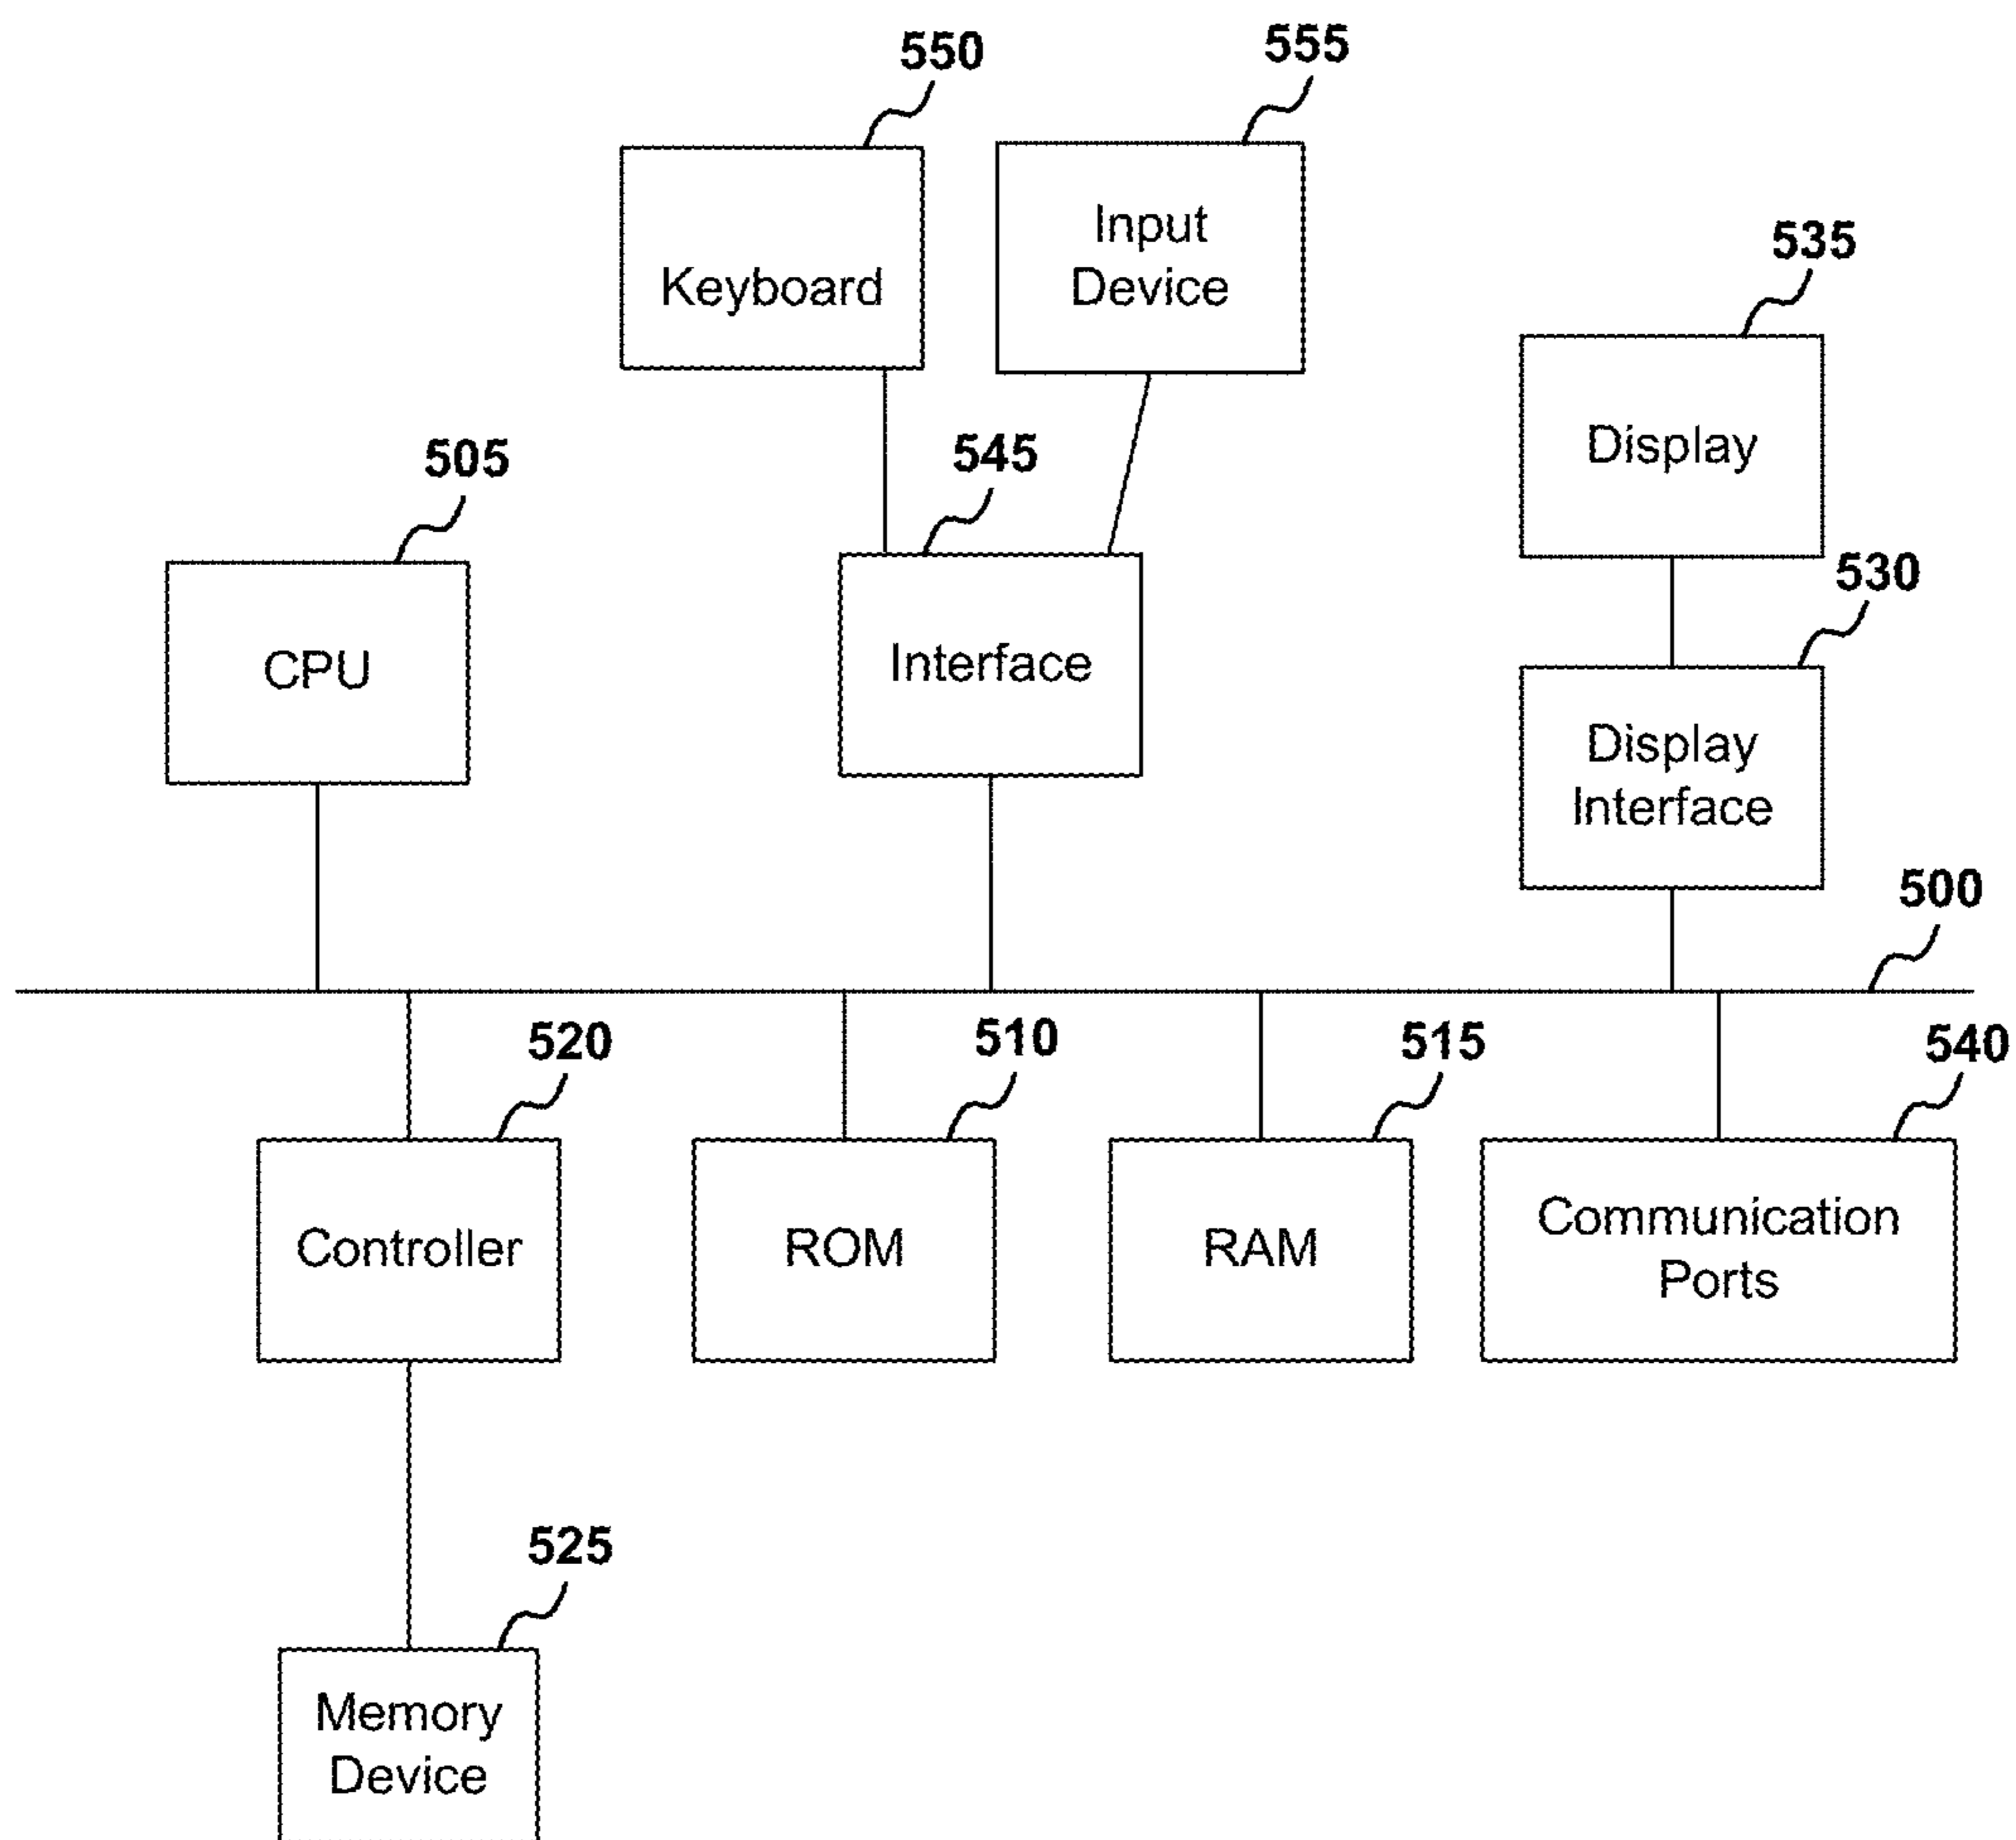 550
555
Keyboard
Input
Device
535
Display
505
545
530
CPU
Interface
Display
Interface
500
520
510
515
540
Controller
ROM
RAM
Communication
Ports
525
Memory
Device